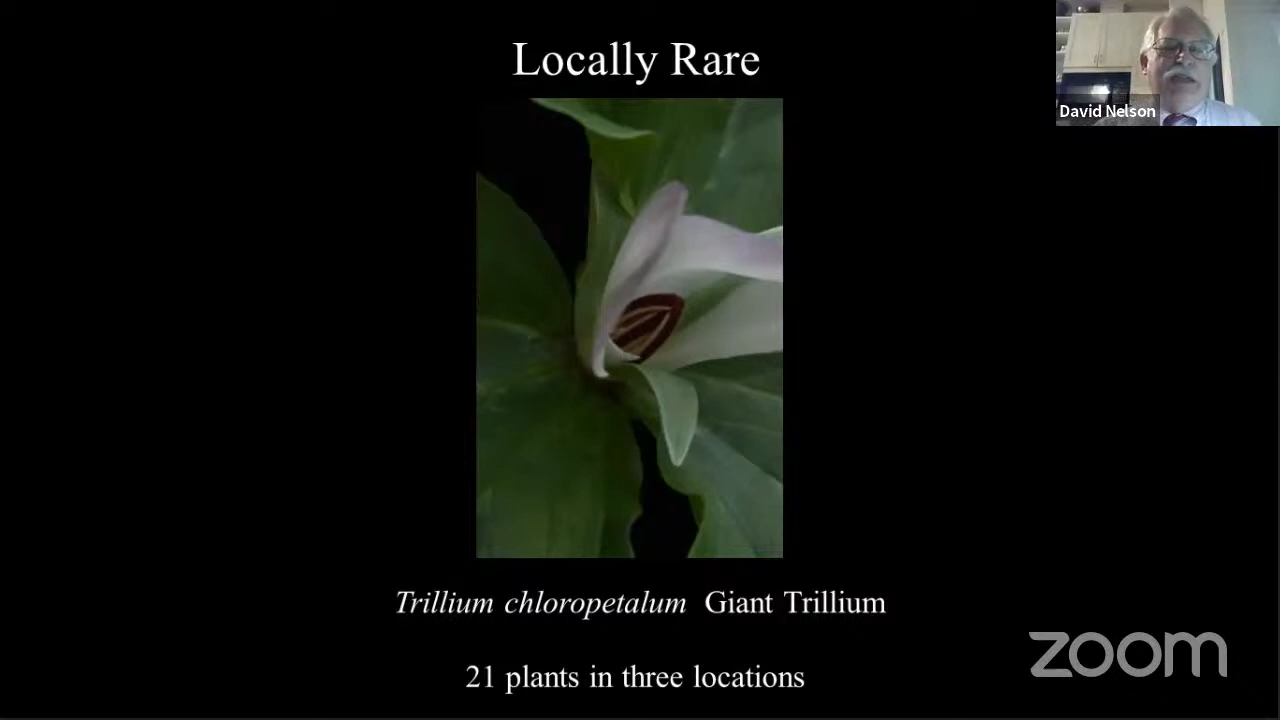 Locally Rare
David Nelson
Trillium chloropetalum Giant Trillium
21 plants in three locations
zoom